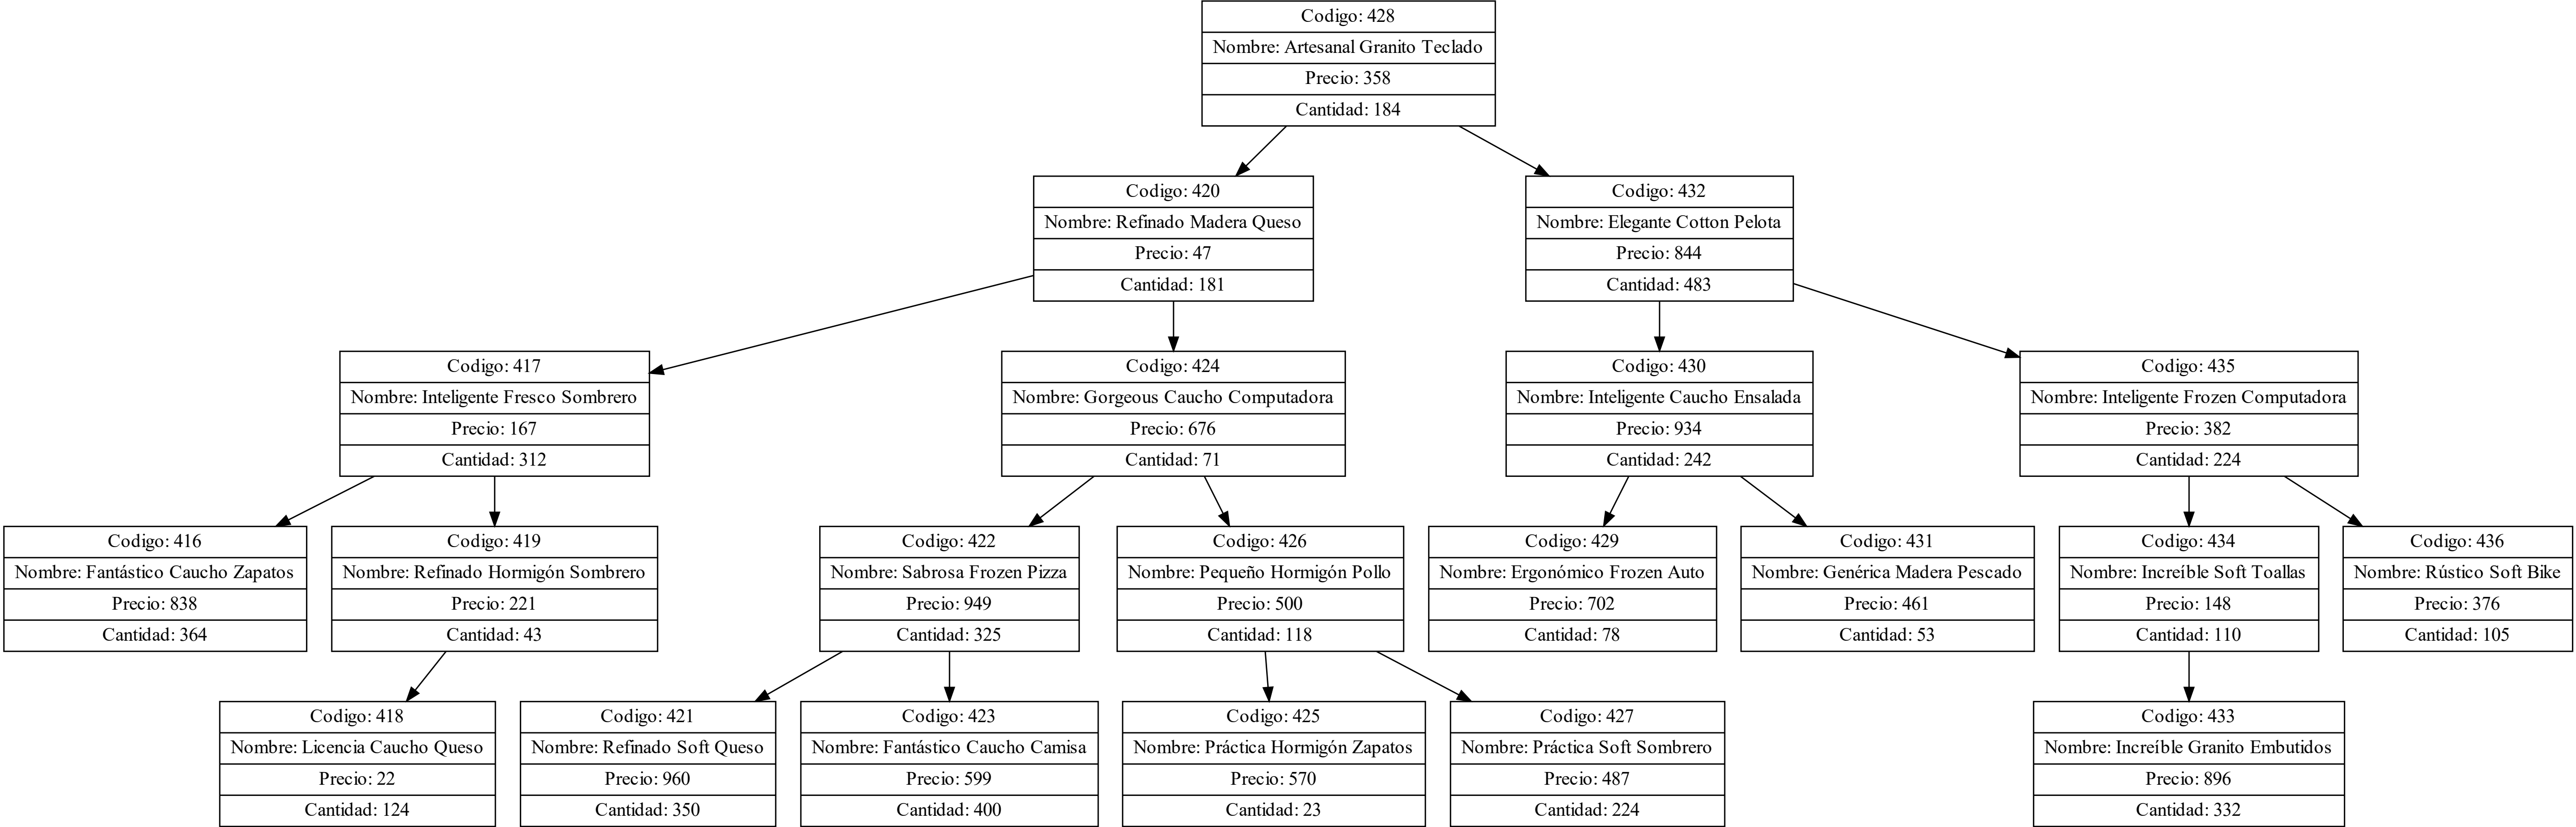 Codigo: 428
Nombre: Artesanal Granito Teclado
Precio: 358
Cantidad: 184
Codigo: 420
Nombre: Refinado Madera Queso
Precio: 47
Cantidad: 181
Codigo: 432
Nombre: Elegante Cotton Pelota
Precio: 844
Cantidad: 483
Codigo: 417
Nombre: Inteligente Fresco Sombrero
Precio: 167
Cantidad: 312
Codigo: 424
Nombre: Gorgeous Caucho Computadora
Precio: 676
Cantidad: 71
Codigo: 430
Nombre: Inteligente Caucho Ensalada
Precio: 934
Cantidad: 242
Codigo: 435
Nombre: Inteligente Frozen Computadora
Precio: 382
Cantidad: 224
Codigo: 416
Nombre: Fantástico Caucho Zapatos
Precio: 838
Cantidad: 364
Codigo: 419
Nombre: Refinado Hormigón Sombrero
Precio: 221
Cantidad: 43
Codigo: 422
Nombre: Sabrosa Frozen Pizza
Precio: 949
Cantidad: 325
Codigo: 426
Nombre: Pequeño Hormigón Pollo
Precio: 500
Cantidad: 118
Codigo: 429
Nombre: Ergonómico Frozen Auto
Precio: 702
Cantidad: 78
Codigo: 431
Nombre: Genérica Madera Pescado
Precio: 461
Cantidad: 53
Codigo: 434
Nombre: Increíble Soft Toallas
Precio: 148
Cantidad: 110
Codigo: 436
Nombre: Rústico Soft Bike
Precio: 376
Cantidad: 105
Codigo: 418
Nombre: Licencia Caucho Queso
Precio: 22
Cantidad: 124
Codigo: 421
Nombre: Refinado Soft Queso
Precio: 960
Cantidad: 350
Codigo: 423
Nombre: Fantástico Caucho Camisa
Precio: 599
Cantidad: 400
Codigo: 425
Nombre: Práctica Hormigón Zapatos
Precio: 570
Cantidad: 23
Codigo: 427
Nombre: Práctica Soft Sombrero
Precio: 487
Cantidad: 224
Codigo: 433
Nombre: Increíble Granito Embutidos
Precio: 896
Cantidad: 332